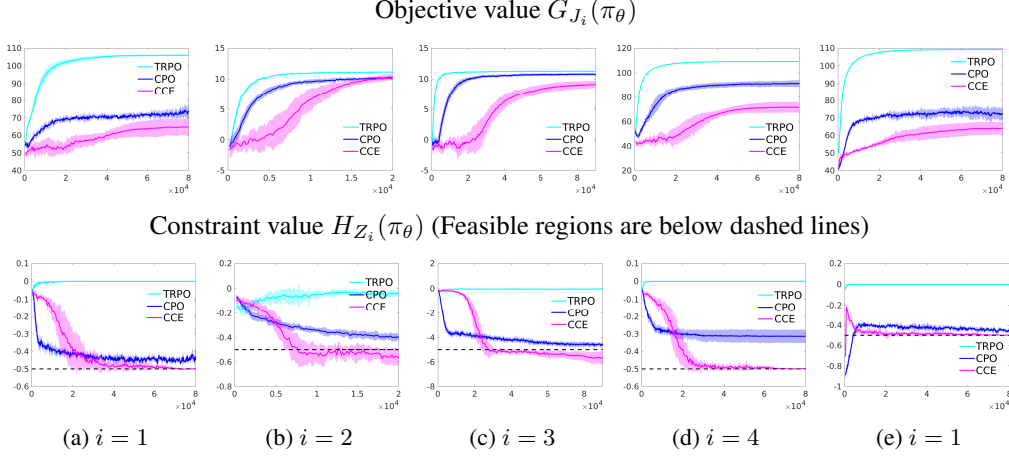 Objective value $G_{J_i}(\pi_\theta)$
110
100
90
80
70
60
50
40
TRPO
CPO
CCE
0 2 4 6 8
×10⁴
15
10
5
0
-5
TRPO
CPO
CCE
0 0.5 1 1.5 2
×10⁴
15
10
5
0
-5
TRPO
CPO
CCE
0 2 4 6 8
×10⁴
120
100
80
60
40
20
TRPO
CPO
CCE
0 2 4 6 8
×10⁴
110
100
90
80
70
60
50
40
TRPO
CPO
CCE
0 2 4 6 8
×10⁴
Constraint value $H_{Z_i}(\pi_\theta)$ (Feasible regions are below dashed lines)
0.1
0
-0.1
-0.2
-0.3
-0.4
-0.5
-0.6
TRPO
CPO
CCE
0 2 4 6 8
×10⁴
0.4
0.2
0
-0.2
-0.4
-0.6
-0.8
TRPO
CPO
CCE
0 0.5 1 1.5 2
×10⁴
2
0
-2
-4
-6
-8
TRPO
CPO
CCE
0 2 4 6 8
×10⁴
0.1
0
-0.1
-0.2
-0.3
-0.4
-0.5
-0.6
TRPO
CPO
CCE
0 2 4 6 8
×10⁴
0.2
0
-0.2
-0.4
-0.6
-0.8
-1
TRPO
CPO
CCE
0 2 4 6 8
×10⁴
(a) $i = 1$
(b) $i = 2$
(c) $i = 3$
(d) $i = 4$
(e) $i = 1$